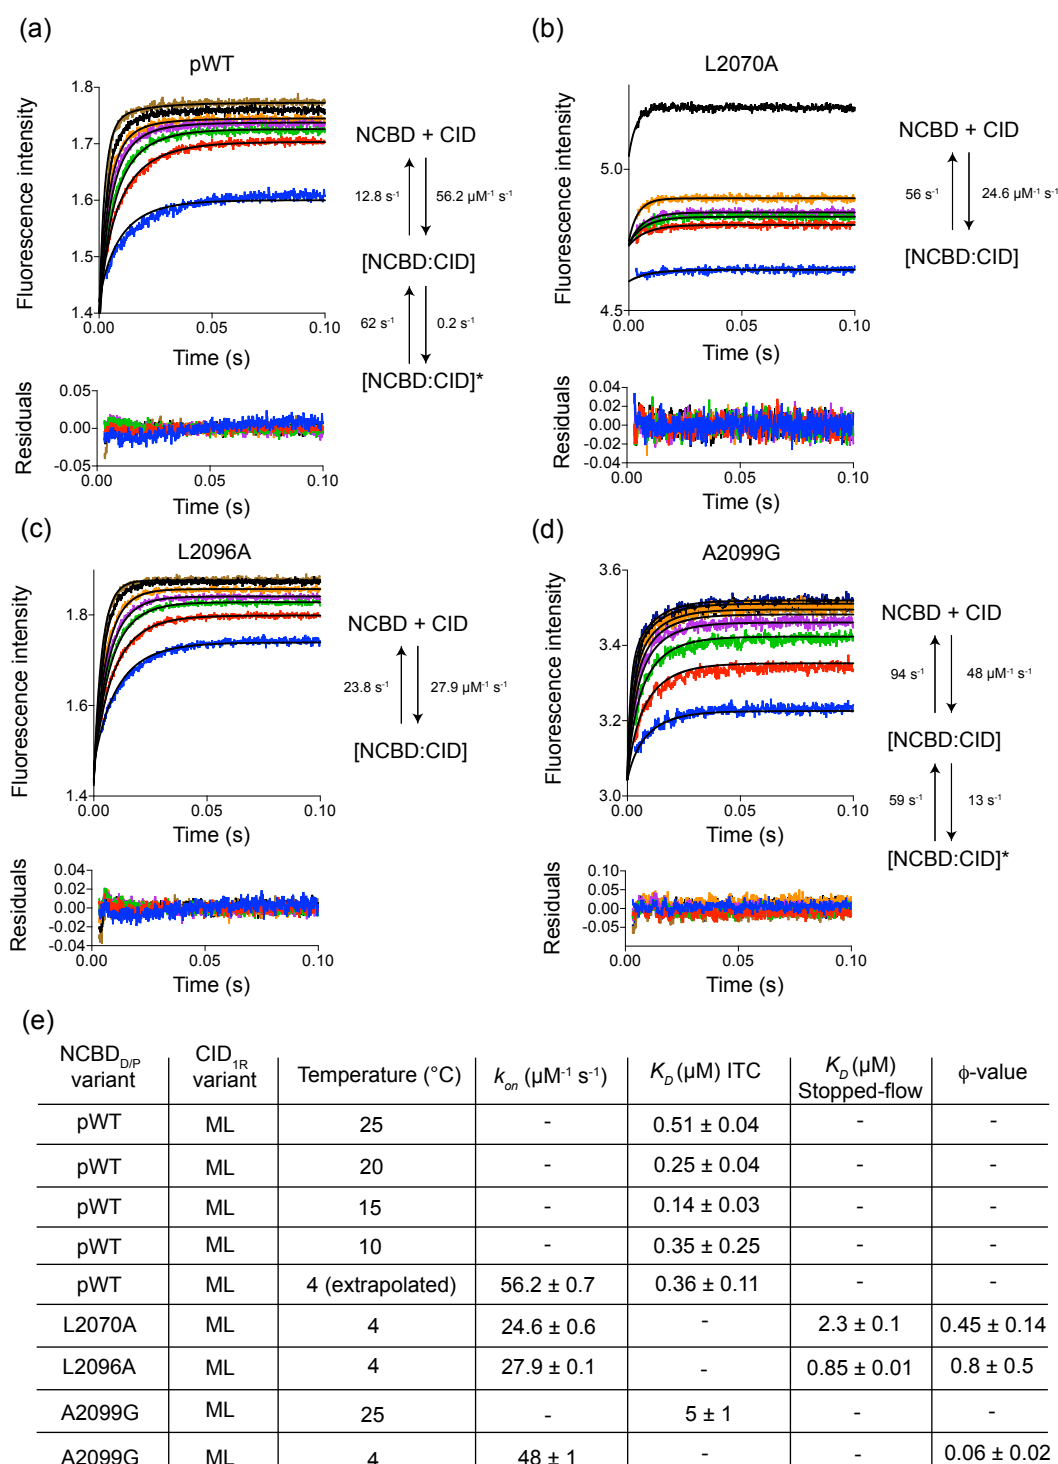 (a)
pWT
Fluorescence intensity
1.8
1.7
1.6
1.5
1.4
0.00
0.05
0.10
Time (s)
NCBD + CID
12.8 s⁻¹
56.2 µM⁻¹ s⁻¹
[NCBD:CID]
62 s⁻¹
0.2 s⁻¹
[NCBD:CID]*
Residuals
0.05
0.00
-0.05
0.00
0.05
0.10
Time (s)
(b)
L2070A
Fluorescence intensity
5.0
4.5
0.00
0.05
0.10
Time (s)
NCBD + CID
56 s⁻¹
24.6 µM⁻¹ s⁻¹
[NCBD:CID]
Residuals
0.04
0.02
0.00
-0.02
-0.04
0.00
0.05
0.10
Time (s)
(c)
L2096A
Fluorescence intensity
1.8
1.6
1.4
0.00
0.05
0.10
Time (s)
NCBD + CID
23.8 s⁻¹
27.9 µM⁻¹ s⁻¹
[NCBD:CID]
Residuals
0.04
0.02
0.00
-0.02
-0.04
0.00
0.05
0.10
Time (s)
(d)
A2099G
Fluorescence intensity
3.6
3.4
3.2
3.0
0.00
0.05
0.10
Time (s)
NCBD + CID
94 s⁻¹
48 µM⁻¹ s⁻¹
[NCBD:CID]
59 s⁻¹
13 s⁻¹
[NCBD:CID]*
Residuals
0.10
0.05
0.00
-0.05
0.00
0.05
0.10
Time (s)
(e)
NCBD D/P variant | CID 1R variant | Temperature (°C) | k on (µM⁻¹ s⁻¹) | K D (µM) ITC | K D (µM) Stopped-flow | ϕ-value
pWT | ML | 25 | - | 0.51 ± 0.04 | - | -
pWT | ML | 20 | - | 0.25 ± 0.04 | - | -
pWT | ML | 15 | - | 0.14 ± 0.03 | - | -
pWT | ML | 10 | - | 0.35 ± 0.25 | - | -
pWT | ML | 4 (extrapolated) | 56.2 ± 0.7 | 0.36 ± 0.11 | - | -
L2070A | ML | 4 | 24.6 ± 0.6 | - | 2.3 ± 0.1 | 0.45 ± 0.14
L2096A | ML | 4 | 27.9 ± 0.1 | - | 0.85 ± 0.01 | 0.8 ± 0.5
A2099G | ML | 25 | - | 5 ± 1 | - | -
A2099G | ML | 4 | 48 ± 1 | - | - | 0.06 ± 0.02